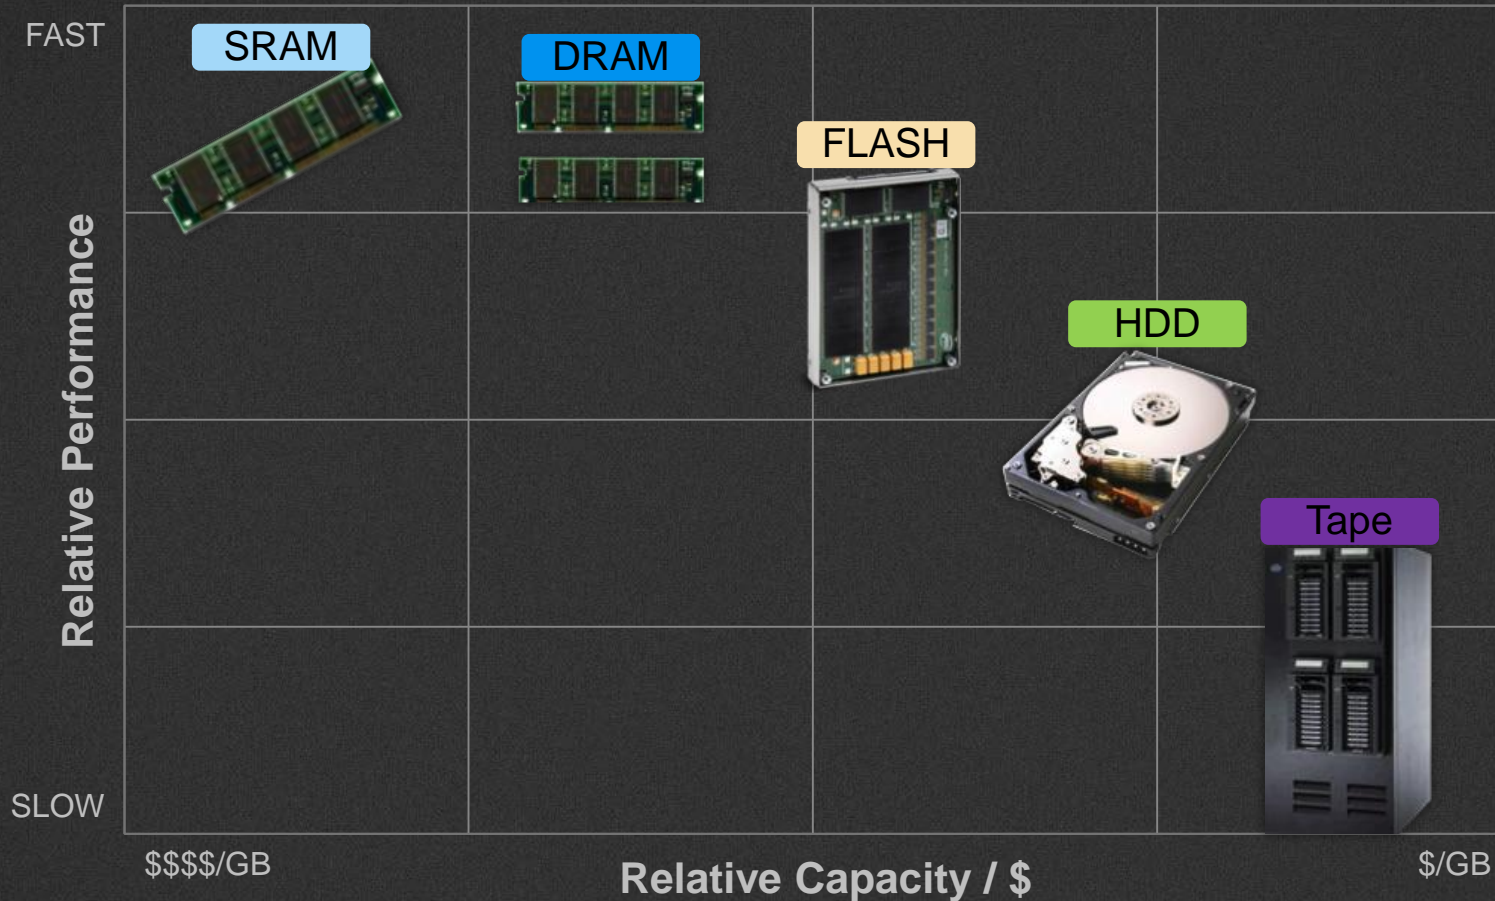 FAST
SRAM
DRAM
FLASH
HDD
Tape
Relative Performance
SLOW
$$$$/GB
Relative Capacity / $
$/GB